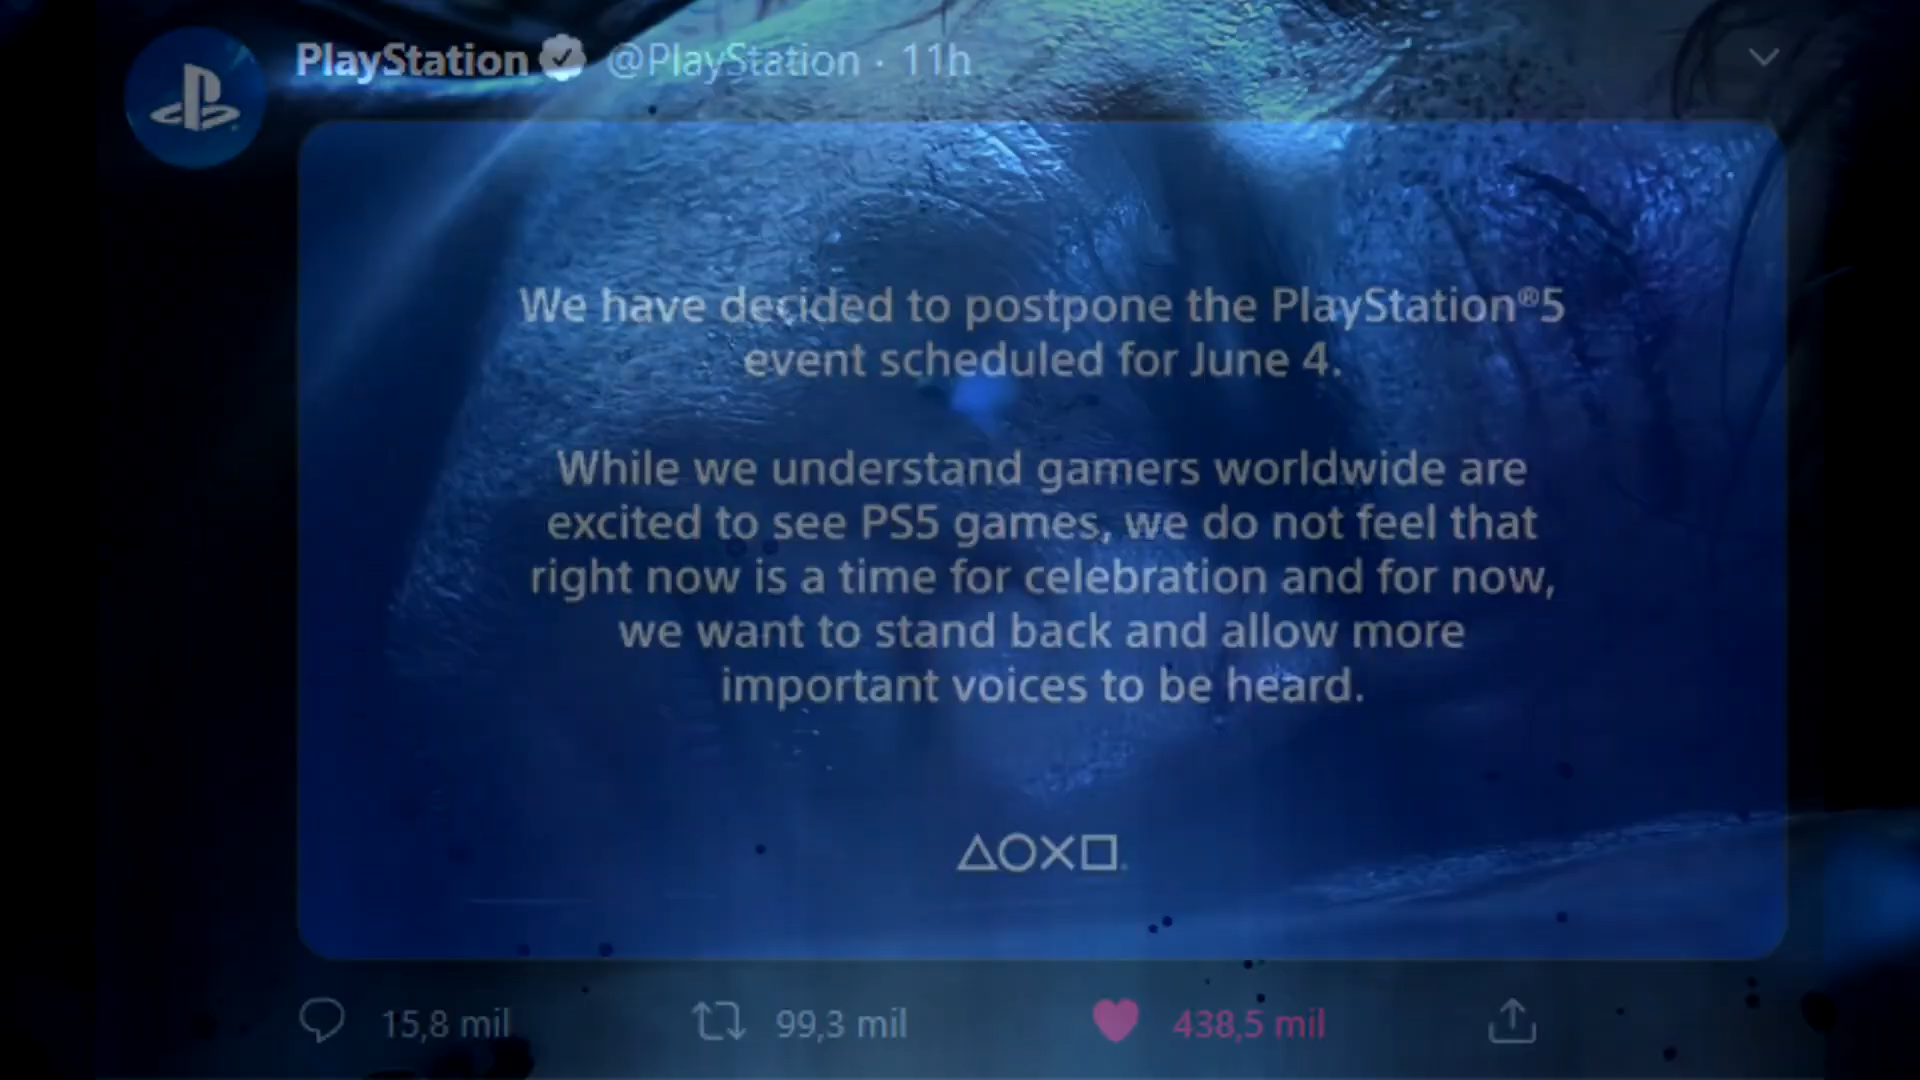 PlayStation @PlayStation · 11h
We have decided to postpone the PlayStation®5
event scheduled for June 4.
While we understand gamers worldwide are
excited to see PS5 games, we do not feel that
right now is a time for celebration and for now,
we want to stand back and allow more
important voices to be heard.
15,8 mil 99,3 mil 438,5 mil